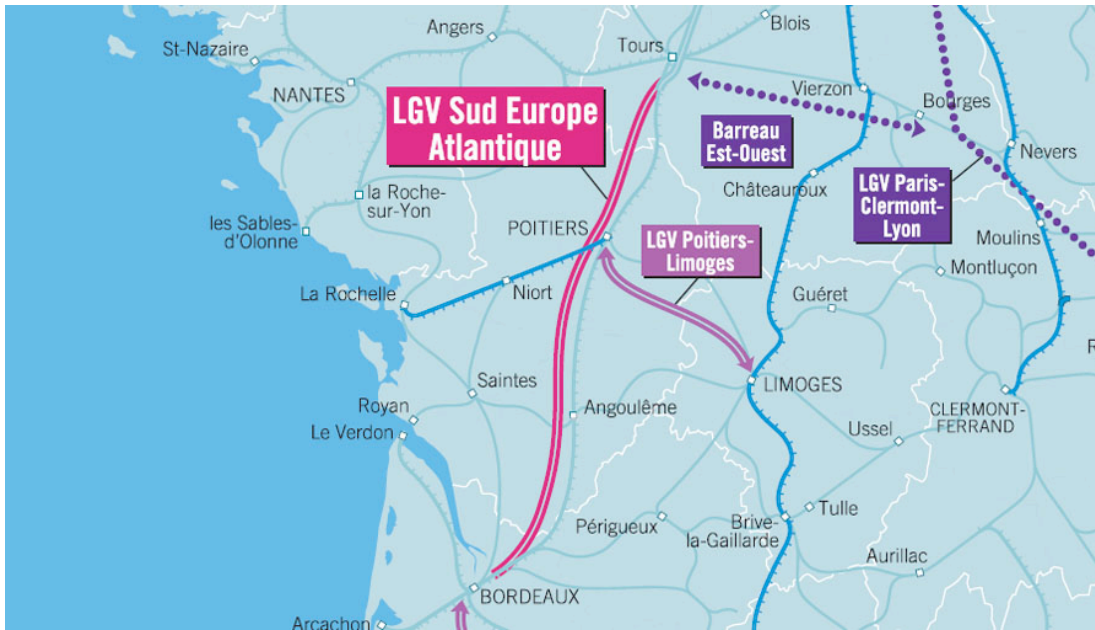 Blois
Angers
St-Nazaire
Tours
NANTES
Vierzon
Bourges
LGV Sud Europe
Atlantique
Barreau
Est-Ouest
Nevers
Châteauroux
LGV Paris-
Clermont-
Lyon
la Roche-
sur-Yon
les Sables-
d'Olonne
POITIERS
LGV Poitiers-
Limoges
Moulins
Montluçon
La Rochelle
Niort
Guéret
R
Saintes
LIMOGES
Royan
Angoulême
CLERMONT-
FERRAND
Le Verdon
Ussel
Tulle
Périgueux
Brive-
la-Gaillarde
Aurillac
BORDEAUX
Arcachon